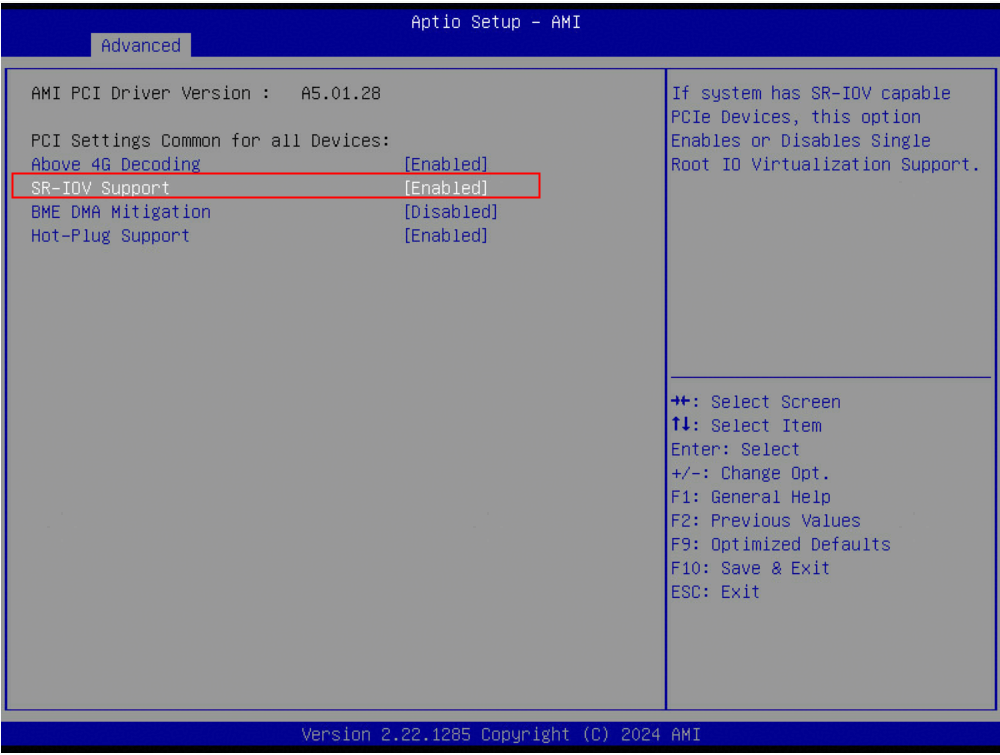 Aptio Setup – AMI
Advanced
AMI PCI Driver Version :   A5.01.28
PCI Settings Common for all Devices:
Above 4G Decoding [Enabled]
SR-IOV Support [Enabled]
BME DMA Mitigation [Disabled]
Hot-Plug Support [Enabled]
If system has SR-IOV capable
PCIe Devices, this option
Enables or Disables Single
Root IO Virtualization Support.
→←: Select Screen
↑↓: Select Item
Enter: Select
+/-: Change Opt.
F1: General Help
F2: Previous Values
F9: Optimized Defaults
F10: Save & Exit
ESC: Exit
Version 2.22.1285 Copyright (C) 2024 AMI